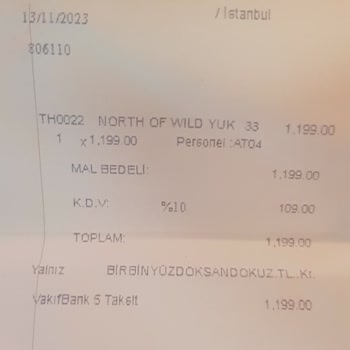 13/11/2023 / İstanbul
806110
TH0022 NORTH OF WILD YUK 33 1,199.00
1 x 1,199.00 Personel :AT04
MAL BEDELİ: 1,199.00
K.D.V: %10 109.00
TOPLAM: 1,199.00
Yalnız BİRBİNYÜZDOKSANDOKUZ.TL.,Kr.
VakıfBank 5 Taksit 1,199.00